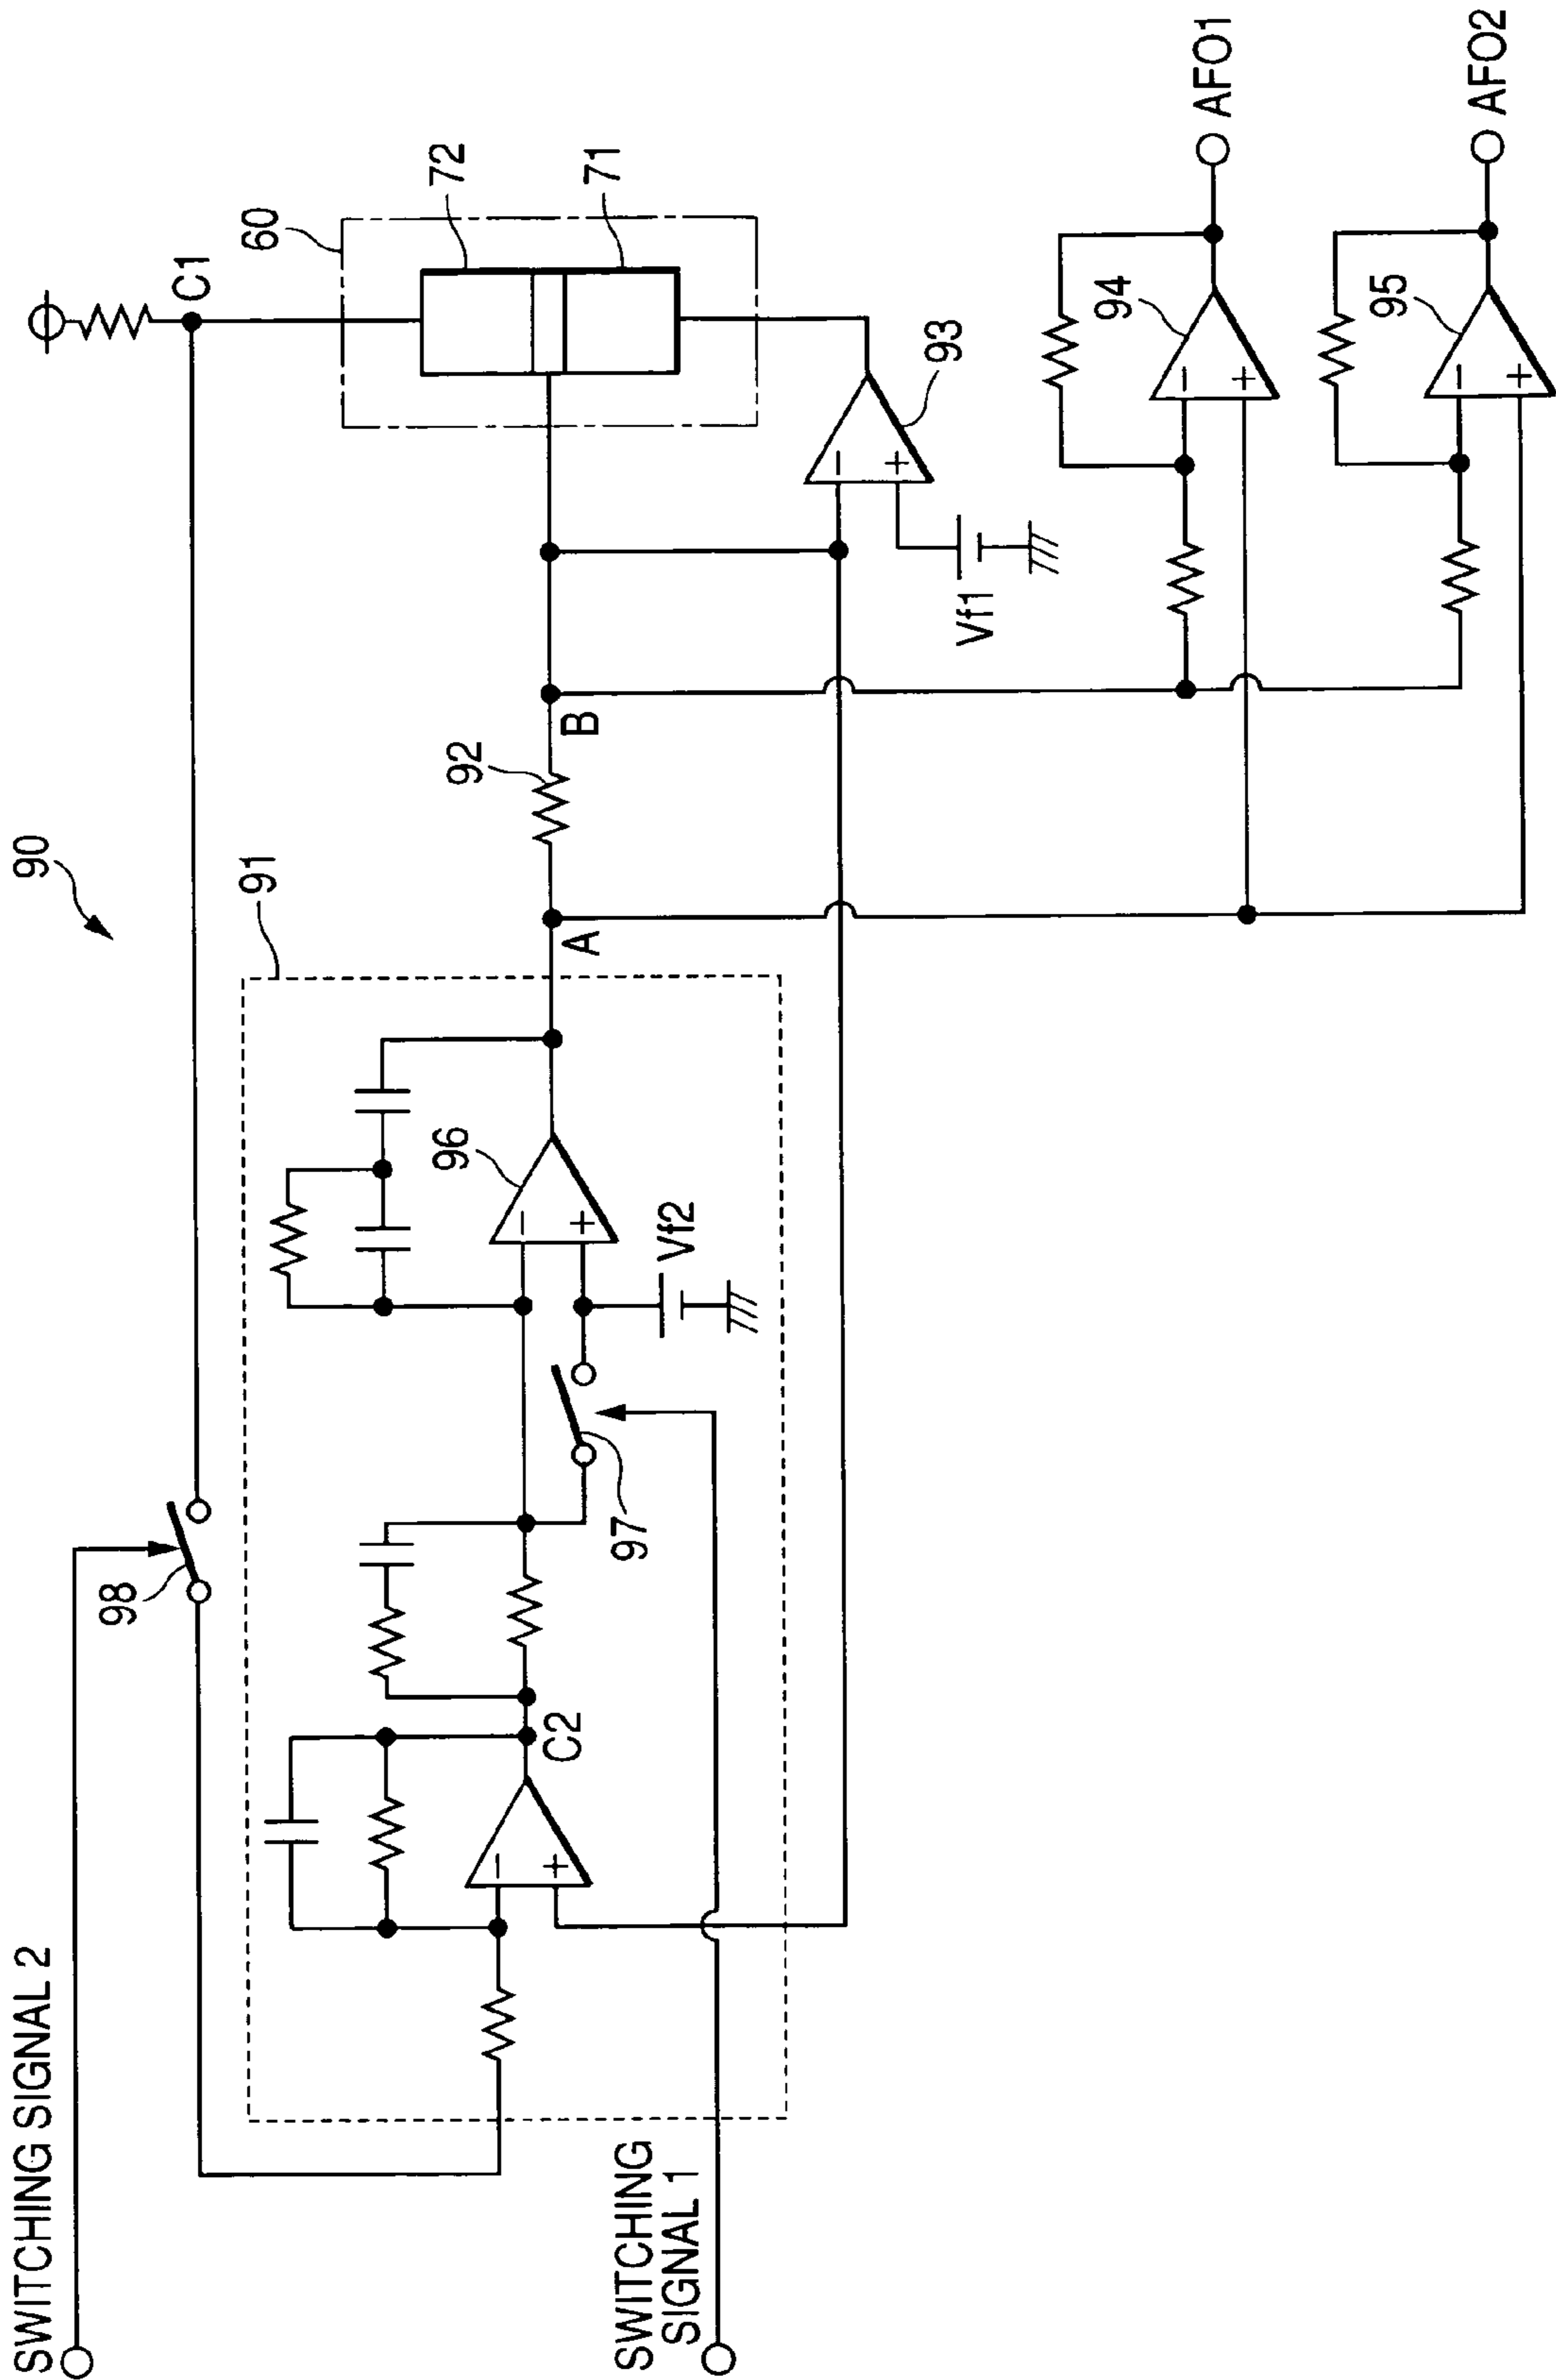 90
SWITCHING SIGNAL 2
98
C1
60
72
71
91
C2
96
97
Vf2
A
92
B
93
Vf1
SWITCHING
SIGNAL 1
94
AFO1
95
AFO2